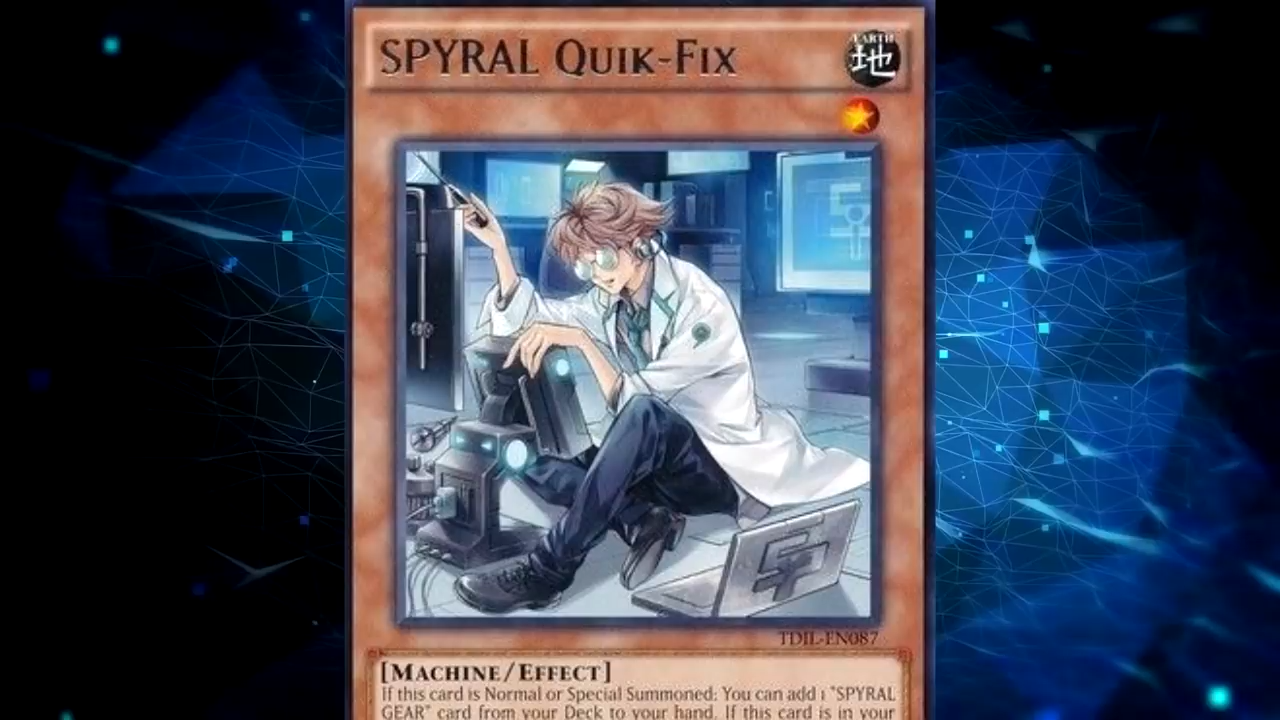 SPYRAL Quik-Fix
EARTH
地
TDIL-EN087
[Machine/Effect]
If this card is Normal or Special Summoned: You can add 1 "SPYRAL
GEAR" card from your Deck to your hand. If this card is in your